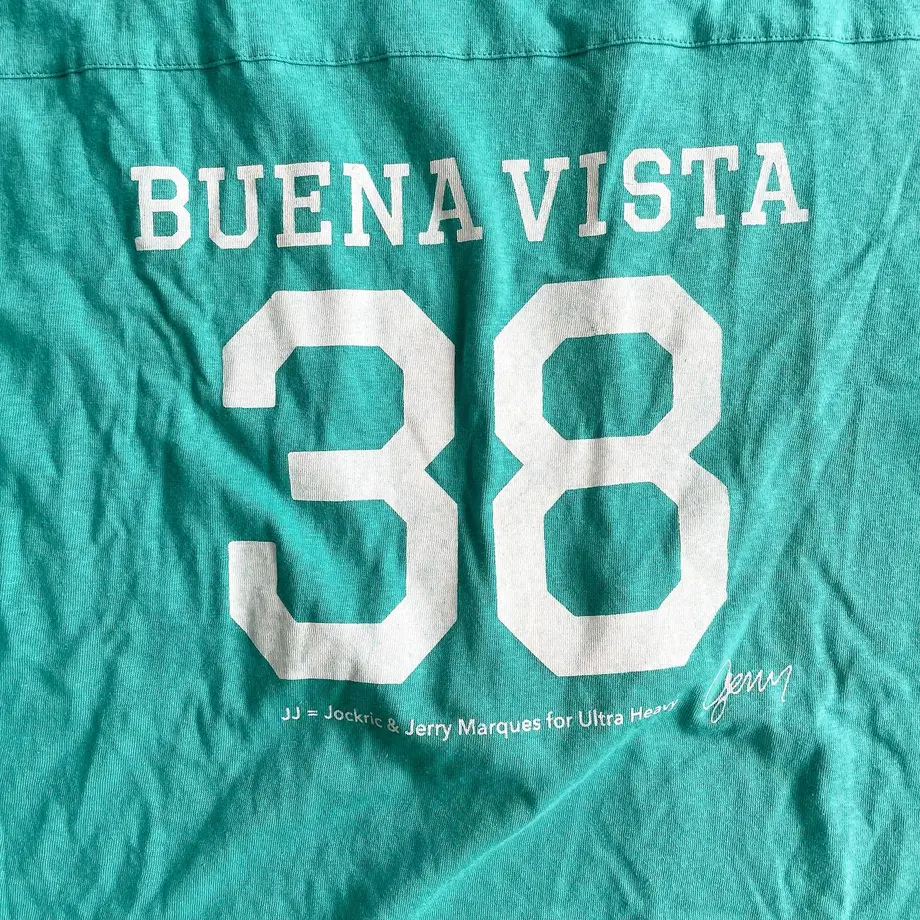 BUENA VISTA
38
JJ = Jockric & Jerry Marques for Ultra Heavy
Jerry